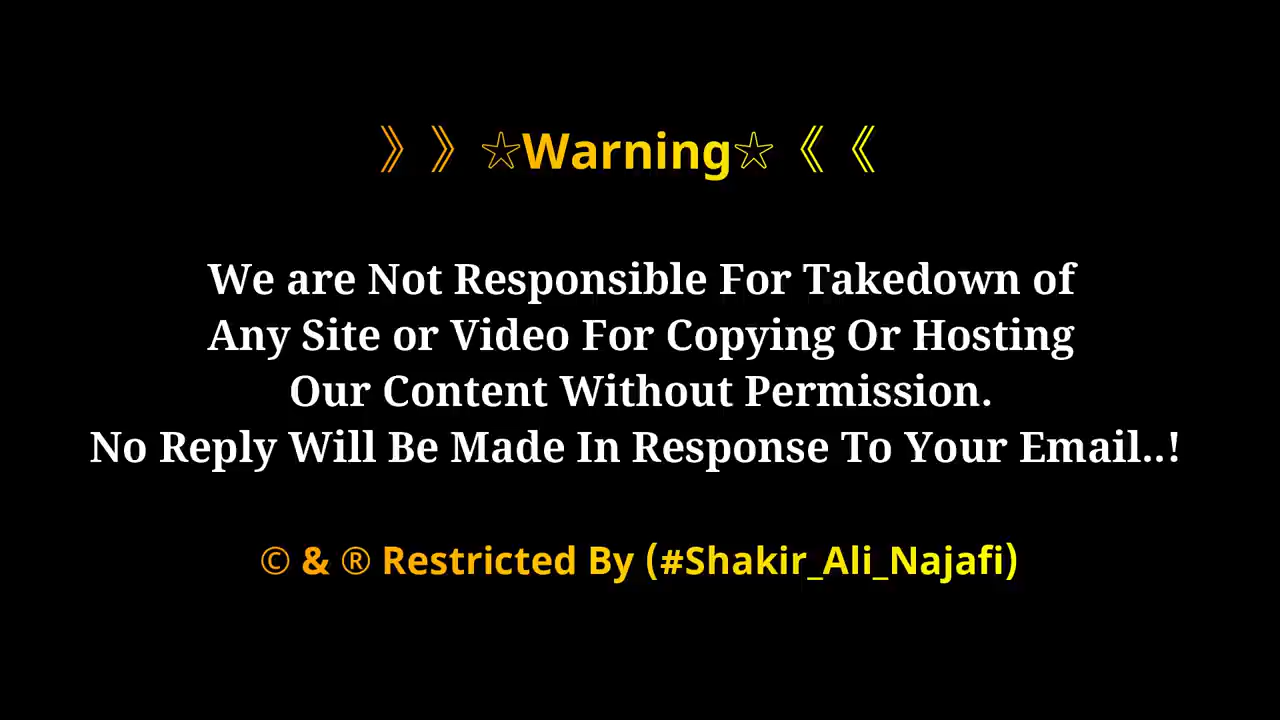 》》☆Warning☆《《
We are Not Responsible For Takedown of
Any Site or Video For Copying Or Hosting
Our Content Without Permission.
No Reply Will Be Made In Response To Your Email..!
© & ® Restricted By (#Shakir_Ali_Najafi)